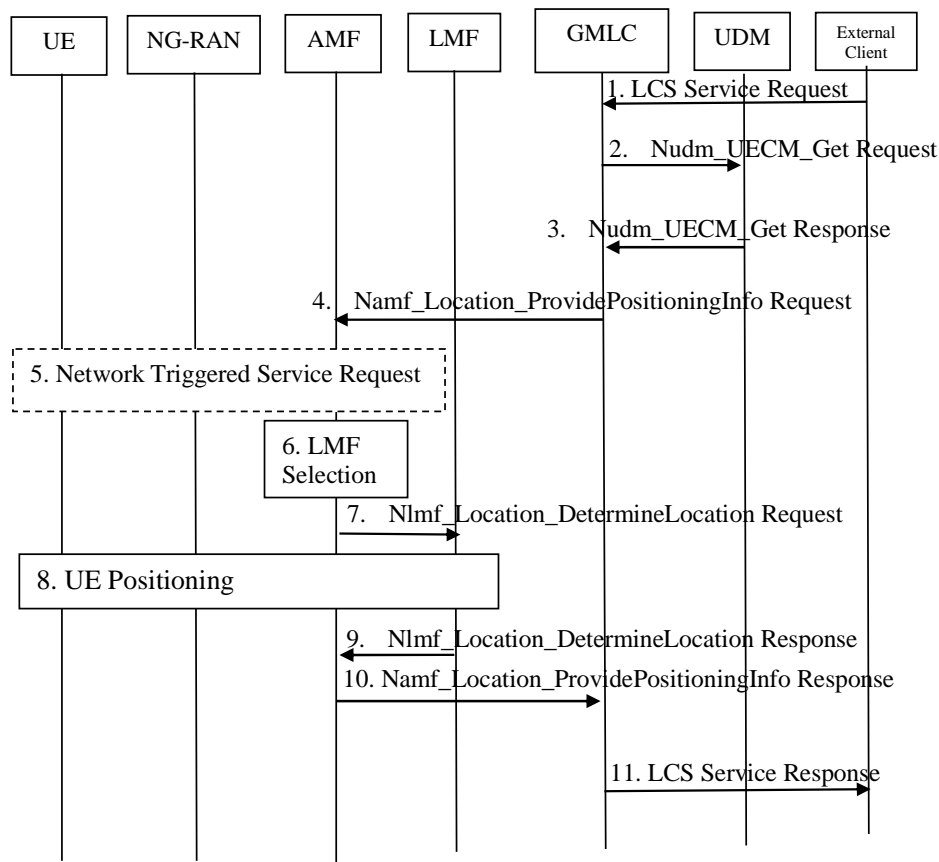 UE NG-RAN AMF LMF GMLC UDM External
Client
1. LCS Service Request
2. Nudm_UECM_Get Request
3. Nudm_UECM_Get Response
4. Namf_Location_ProvidePositioningInfo Request
5. Network Triggered Service Request
6. LMF
Selection
7. Nlmf_Location_DetermineLocation Request
8. UE Positioning
9. Nlmf_Location_DetermineLocation Response
10. Namf_Location_ProvidePositioningInfo Response
11. LCS Service Response